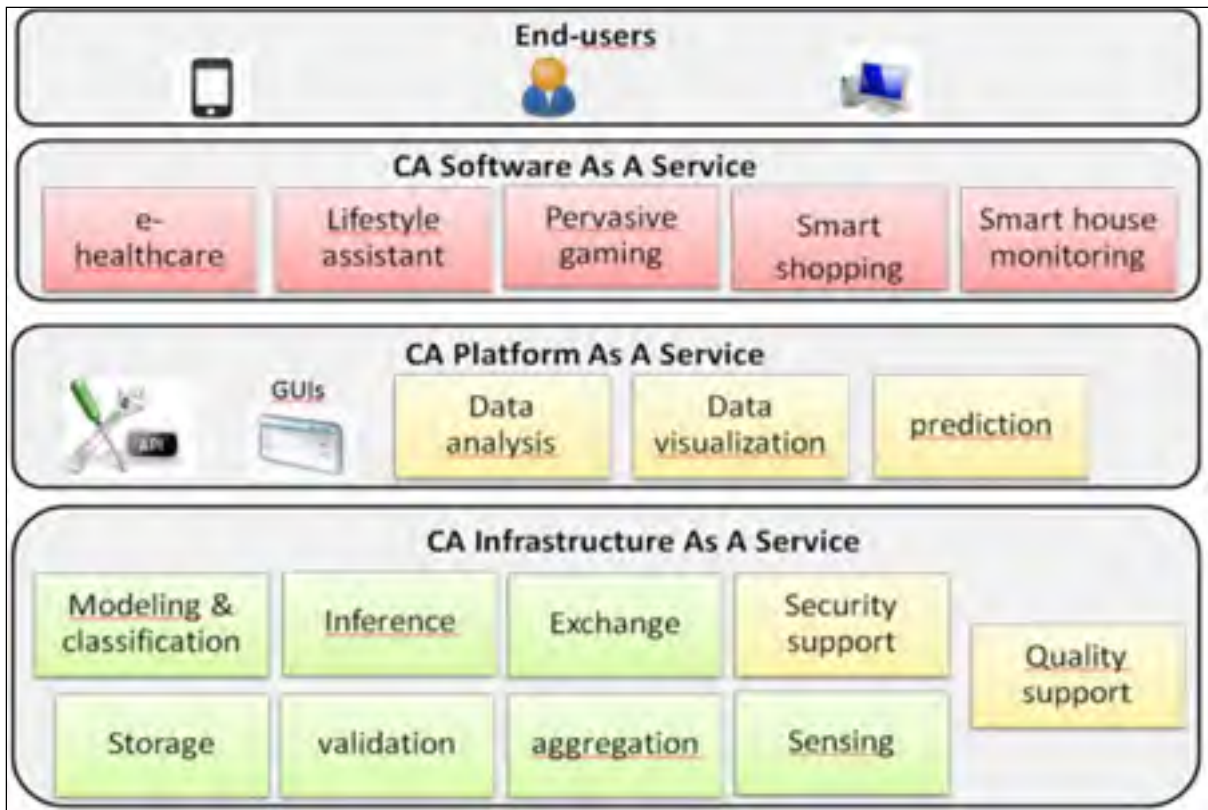 End-users
CA Software As A Service
e-
healthcare
Lifestyle
assistant
Pervasive
gaming
Smart
shopping
Smart house
monitoring
CA Platform As A Service
API
GUIs
Data
analysis
Data
visualization
prediction
CA Infrastructure As A Service
Modeling &
classification
Inference
Exchange
Security
support
Quality
support
Storage
validation
aggregation
Sensing